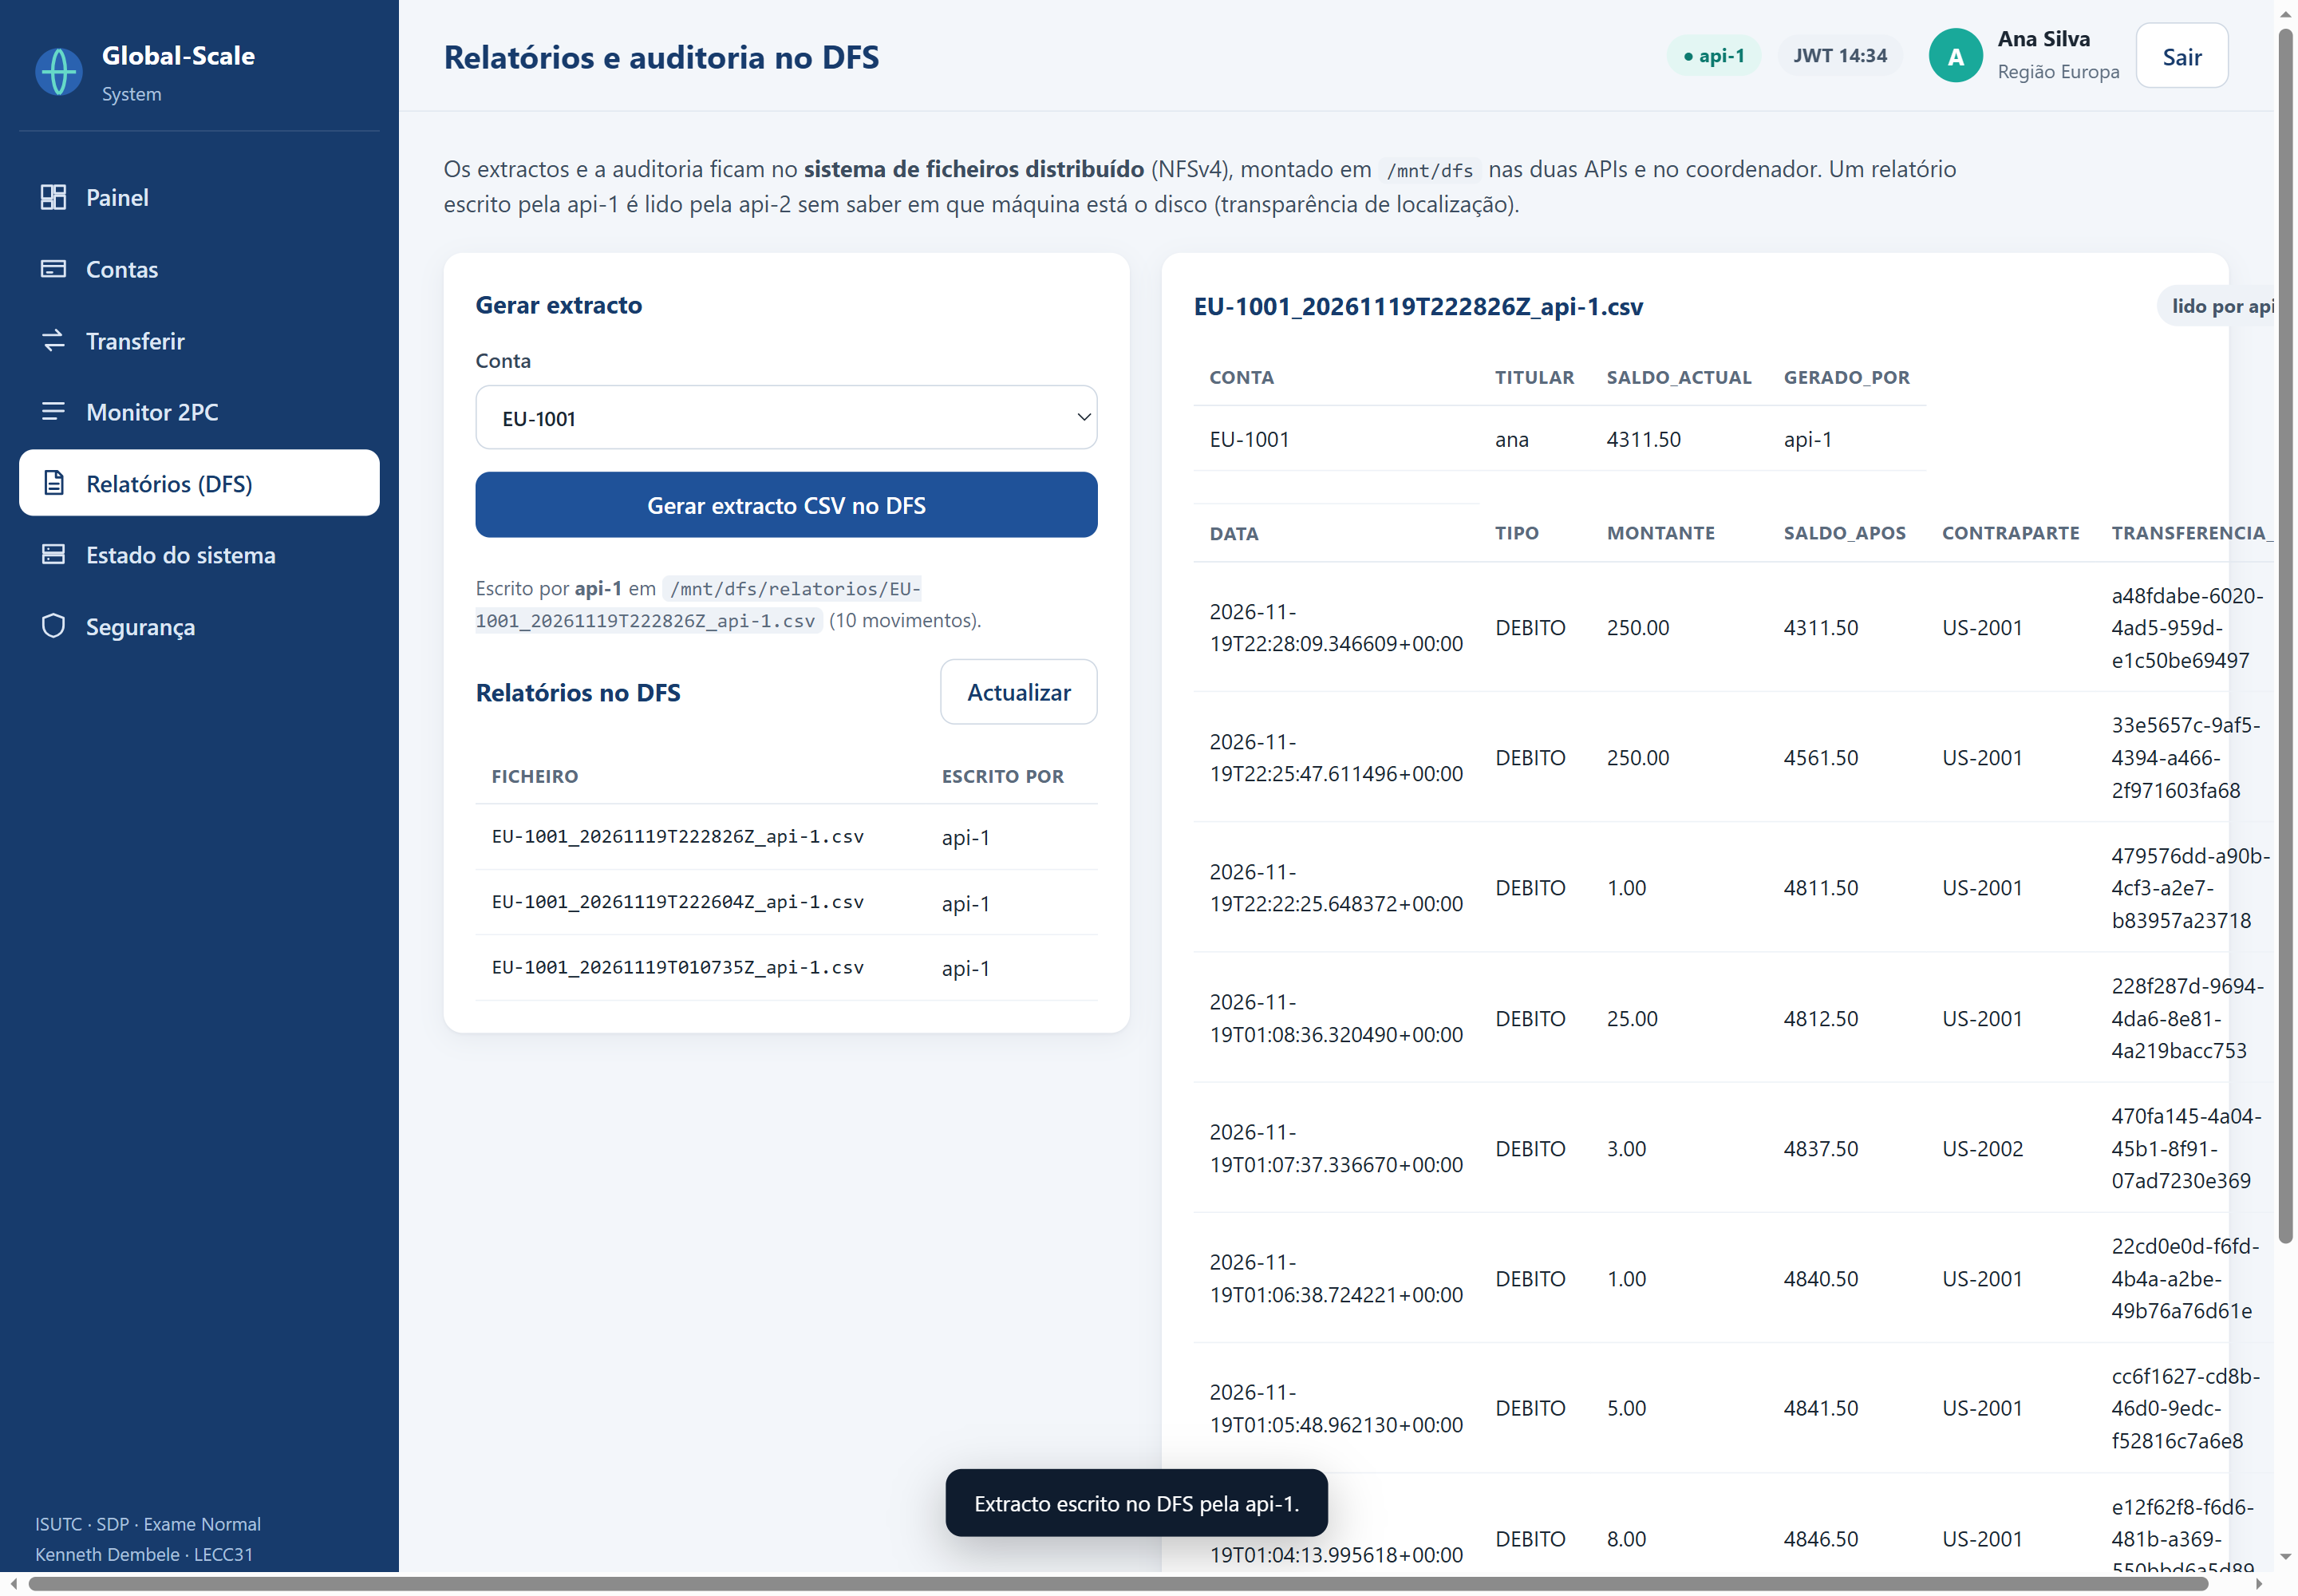 Global-Scale
System
Painel
Contas
Transferir
Monitor 2PC
Relatórios (DFS)
Estado do sistema
Segurança
ISUTC · SDP · Exame Normal
Kenneth Dembele · LECC31
Relatórios e auditoria no DFS
● api-1
JWT 14:34
A
Ana Silva
Região Europa
Sair
Os extractos e a auditoria ficam no sistema de ficheiros distribuído (NFSv4), montado em /mnt/dfs nas duas APIs e no coordenador. Um relatório
escrito pela api-1 é lido pela api-2 sem saber em que máquina está o disco (transparência de localização).
Gerar extracto
Conta
EU-1001
Gerar extracto CSV no DFS
Escrito por api-1 em /mnt/dfs/relatorios/EU-
1001_20261119T222826Z_api-1.csv (10 movimentos).
Relatórios no DFS
Actualizar
FICHEIRO ESCRITO POR
EU-1001_20261119T222826Z_api-1.csv api-1
EU-1001_20261119T222604Z_api-1.csv api-1
EU-1001_20261119T010735Z_api-1.csv api-1
EU-1001_20261119T222826Z_api-1.csv
lido por api
CONTA TITULAR SALDO_ACTUAL GERADO_POR
EU-1001 ana 4311.50 api-1
DATA TIPO MONTANTE SALDO_APOS CONTRAPARTE TRANSFERENCIA_
2026-11-
19T22:28:09.346609+00:00 DEBITO 250.00 4311.50 US-2001
a48fdabe-6020-
4ad5-959d-
e1c50be69497
2026-11-
19T22:25:47.611496+00:00 DEBITO 250.00 4561.50 US-2001
33e5657c-9af5-
4394-a466-
2f971603fa68
2026-11-
19T22:22:25.648372+00:00 DEBITO 1.00 4811.50 US-2001
479576dd-a90b-
4cf3-a2e7-
b83957a23718
2026-11-
19T01:08:36.320490+00:00 DEBITO 25.00 4812.50 US-2001
228f287d-9694-
4da6-8e81-
4a219bacc753
2026-11-
19T01:07:37.336670+00:00 DEBITO 3.00 4837.50 US-2002
470fa145-4a04-
45b1-8f91-
07ad7230e369
2026-11-
19T01:06:38.724221+00:00 DEBITO 1.00 4840.50 US-2001
22cd0e0d-f6fd-
4b4a-a2be-
49b76a76d61e
2026-11-
19T01:05:48.962130+00:00 DEBITO 5.00 4841.50 US-2001
cc6f1627-cd8b-
46d0-9edc-
f52816c7a6e8
19T01:04:13.995618+00:00 DEBITO 8.00 4846.50 US-2001
e12f62f8-f6d6-
481b-a369-
550bbd6a5d89
Extracto escrito no DFS pela api-1.